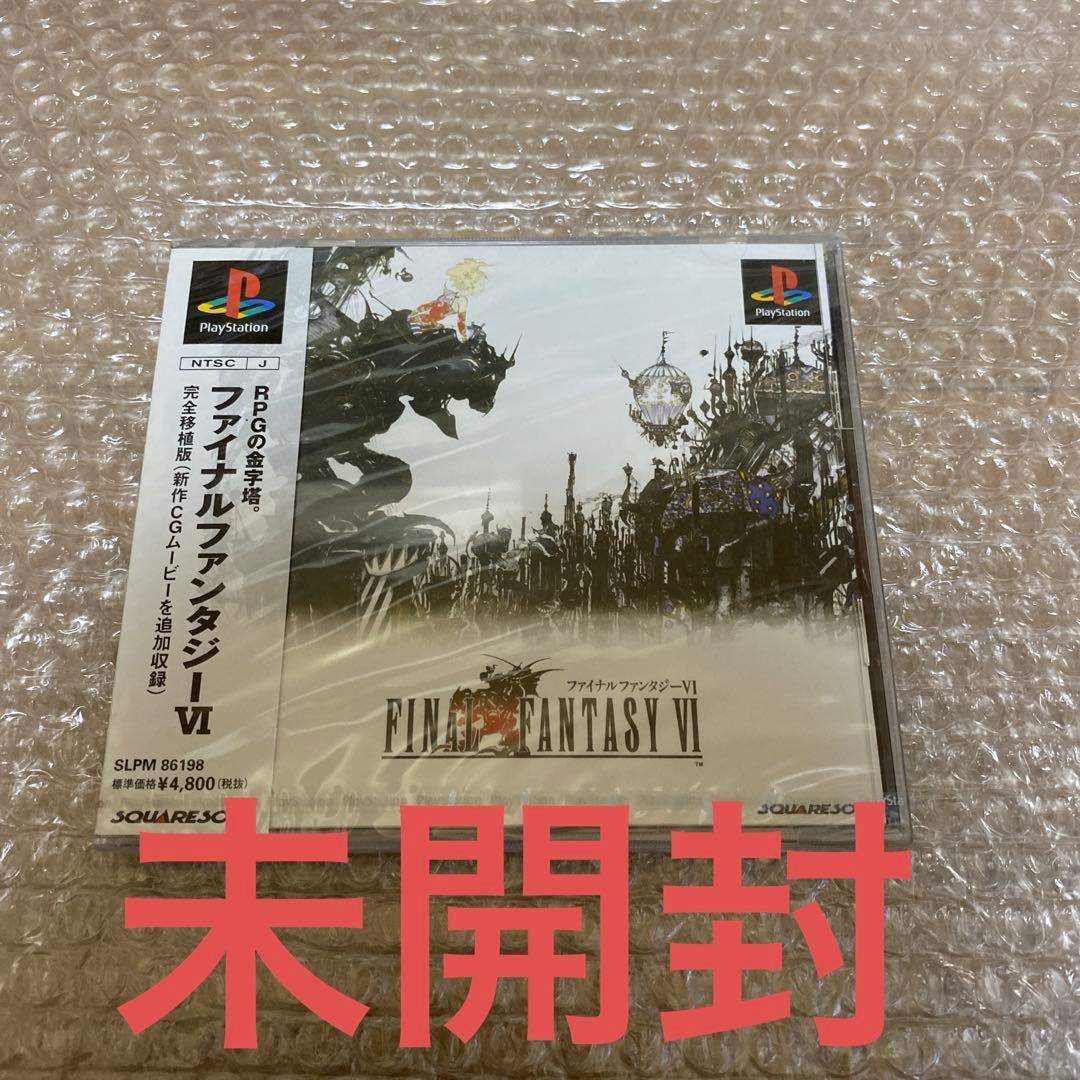 PlayStation
NTSC J
RPGの金字塔。
ファイナルファンタジーVI
完全移植版(新作CGムービーを追加収録)
SLPM 86198
標準価格¥4,800(税抜)
SQUARESO
PlayStation
ファイナルファンタジーVI
FINAL FANTASY VI
TM
SQUARESO
未開封